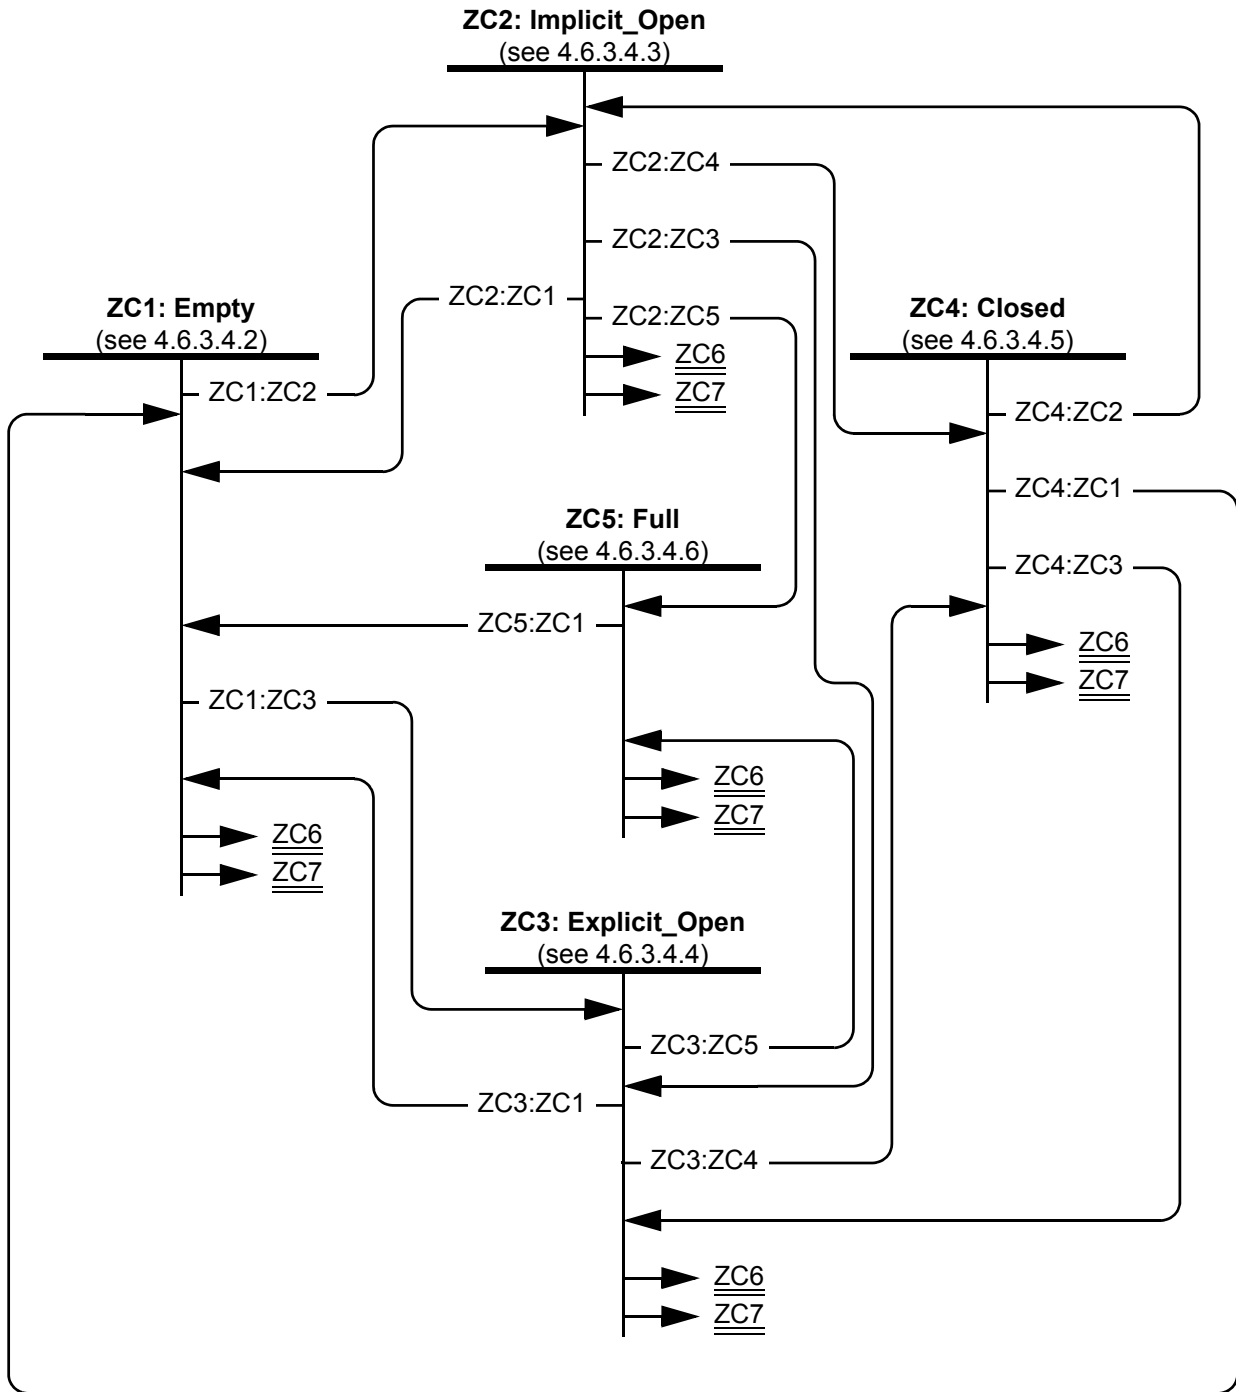 ZC2: Implicit_Open
(see 4.6.3.4.3)
ZC2:ZC4
ZC2:ZC3
ZC2:ZC1
ZC2:ZC5
ZC6
ZC7
ZC1: Empty
(see 4.6.3.4.2)
ZC1:ZC2
ZC4: Closed
(see 4.6.3.4.5)
ZC4:ZC2
ZC4:ZC1
ZC4:ZC3
ZC6
ZC7
ZC5: Full
(see 4.6.3.4.6)
ZC5:ZC1
ZC1:ZC3
ZC6
ZC7
ZC6
ZC7
ZC3: Explicit_Open
(see 4.6.3.4.4)
ZC3:ZC5
ZC3:ZC1
ZC3:ZC4
ZC6
ZC7